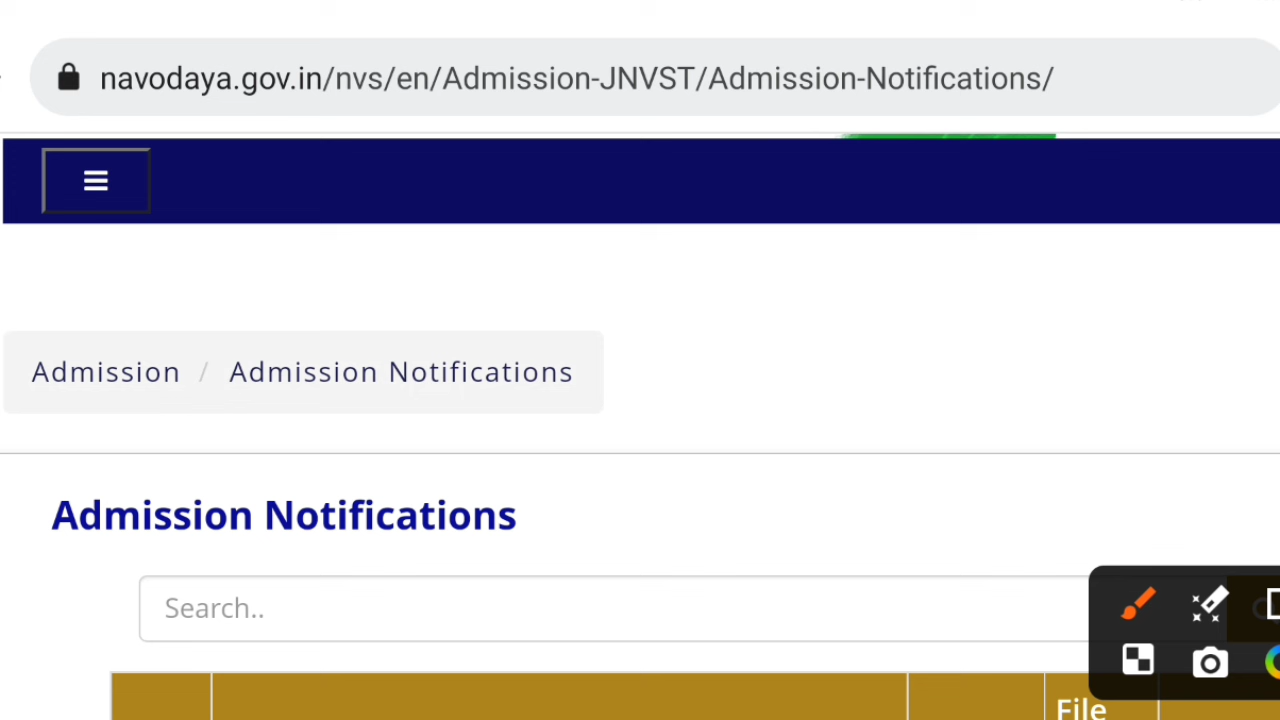 navodaya.gov.in/nvs/en/Admission-JNVST/Admission-Notifications/
Admission / Admission Notifications
Admission Notifications
Search..
File